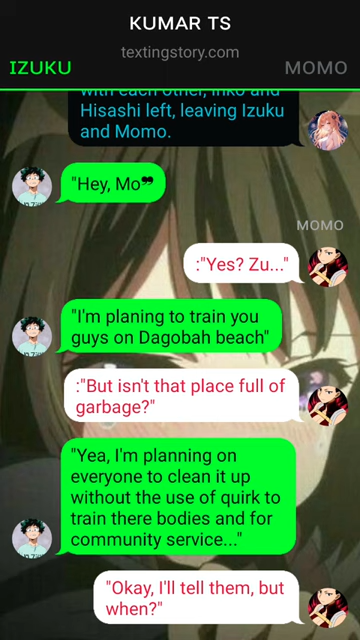 KUMAR TS
textingstory.com
IZUKU
MOMO
with each other, Inko and
Hisashi left, leaving Izuku
and Momo.
"Hey, Mo❞
MOMO
:"Yes? Zu..."
"I'm planing to train you
guys on Dagobah beach"
:"But isn't that place full of
garbage?"
"Yea, I'm planning on
everyone to clean it up
without the use of quirk to
train there bodies and for
community service..."
"Okay, I'll tell them, but
when?"